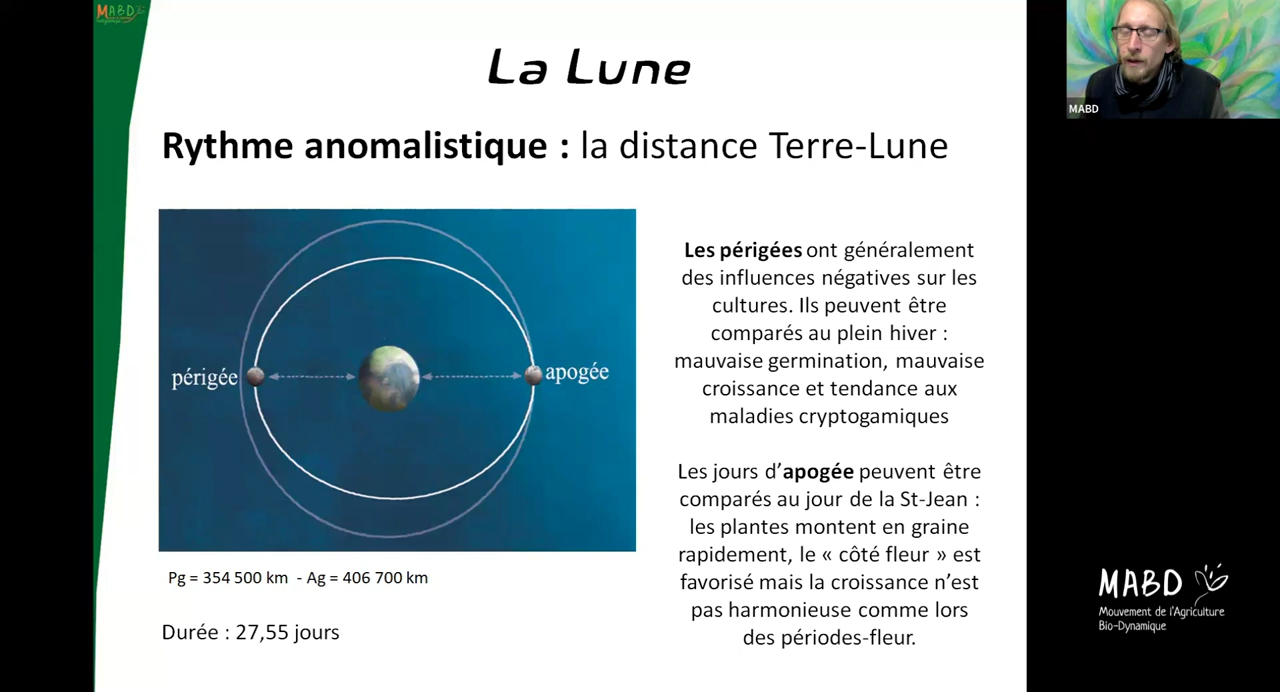 MABD
La Lune
Rythme anomalistique : la distance Terre-Lune
périgée
apogée
Pg = 354 500 km - Ag = 406 700 km
Durée : 27,55 jours
Les périgées ont généralement
des influences négatives sur les
cultures. Ils peuvent être
comparés au plein hiver :
mauvaise germination, mauvaise
croissance et tendance aux
maladies cryptogamiques
Les jours d’apogée peuvent être
comparés au jour de la St-Jean :
les plantes montent en graine
rapidement, le « côté fleur » est
favorisé mais la croissance n’est
pas harmonieuse comme lors
des périodes-fleur.
MABD
MABD
Mouvement de l’Agriculture
Bio-Dynamique